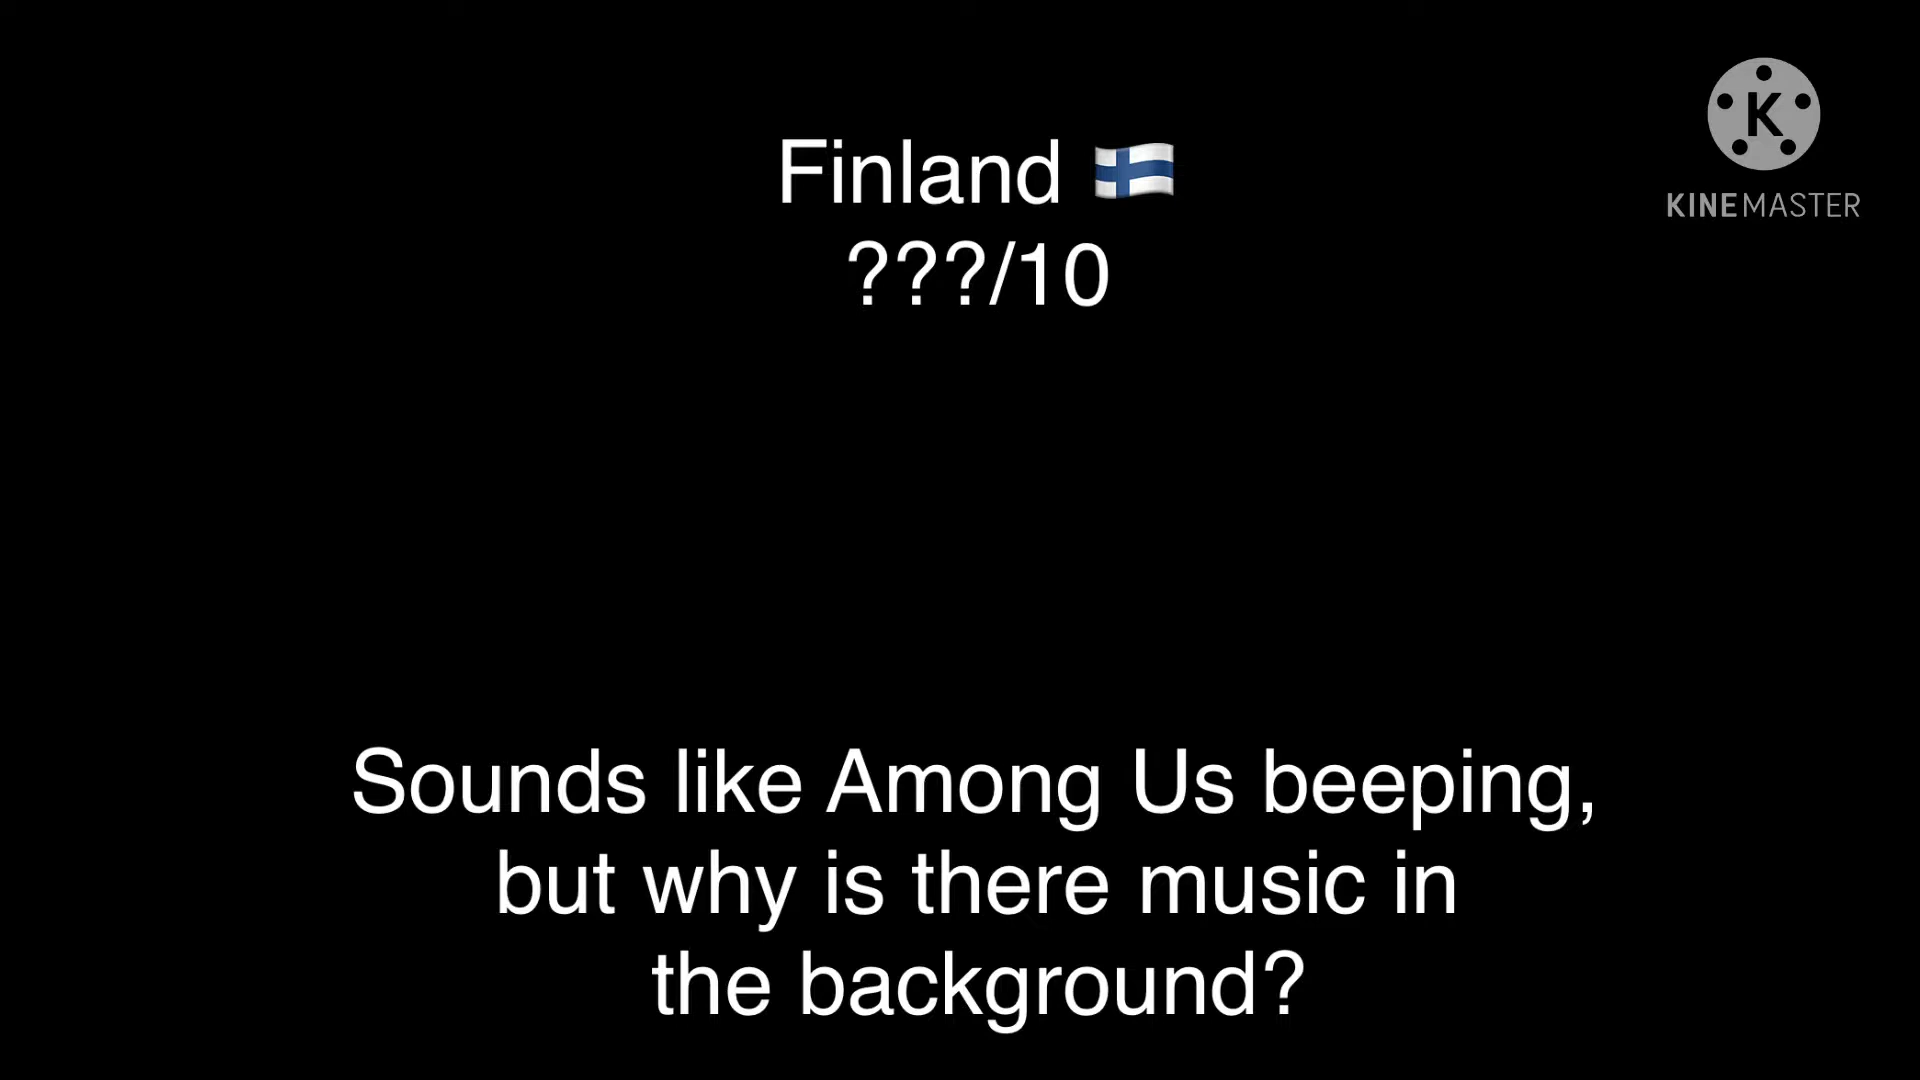 Finland 🇫🇮
???/10
K
KINEMASTER
Sounds like Among Us beeping,
but why is there music in
the background?